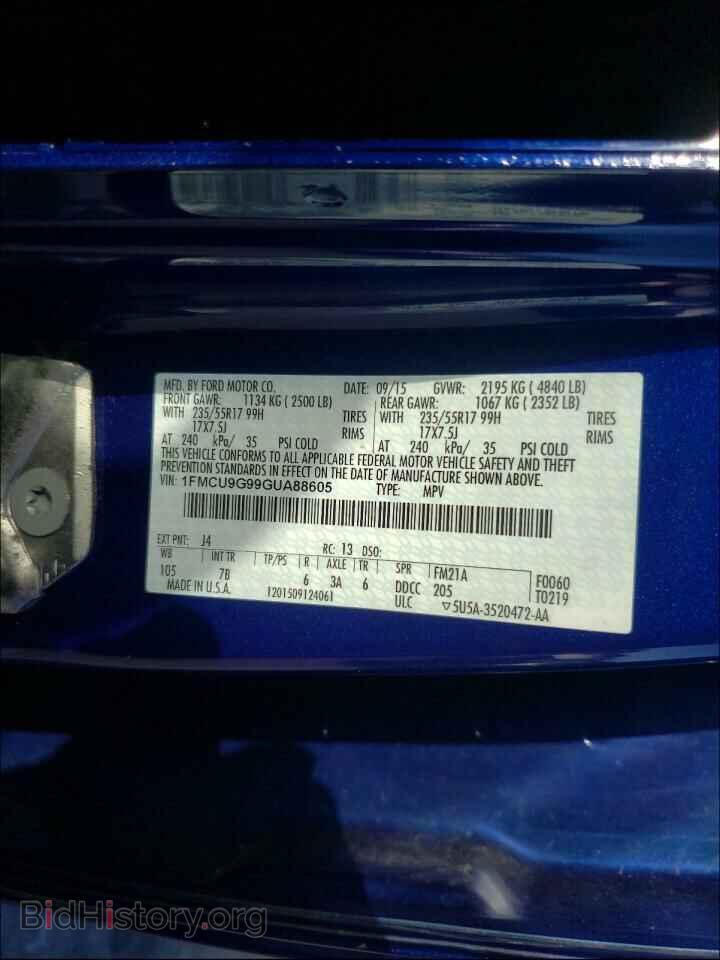 MFD. BY FORD MOTOR CO. DATE: 09/15 GVWR: 2195 KG ( 4840 LB)
FRONT GAWR: 1134 KG ( 2500 LB) REAR GAWR: 1067 KG ( 2352 LB)
WITH 235/55R17 99H TIRES WITH 235/55R17 99H TIRES
17X7.5J RIMS 17X7.5J RIMS
AT 240 kPa/ 35 PSI COLD AT 240 kPa/ 35 PSI COLD
THIS VEHICLE CONFORMS TO ALL APPLICABLE FEDERAL MOTOR VEHICLE SAFETY AND THEFT
PREVENTION STANDARDS IN EFFECT ON THE DATE OF MANUFACTURE SHOWN ABOVE.
VIN: 1FMCU9G99GUA88605 TYPE: MPV
EXT PNT: J4 RC: 13 DSO:
WB INT TR TP/PS R AXLE TR SPR FM21A F0060
105 7B 6 3A 6 DDCC 205 T0219
MADE IN U.S.A. 1201509124061 ULC ▽5U5A-3520472-AA
BidHistory.org